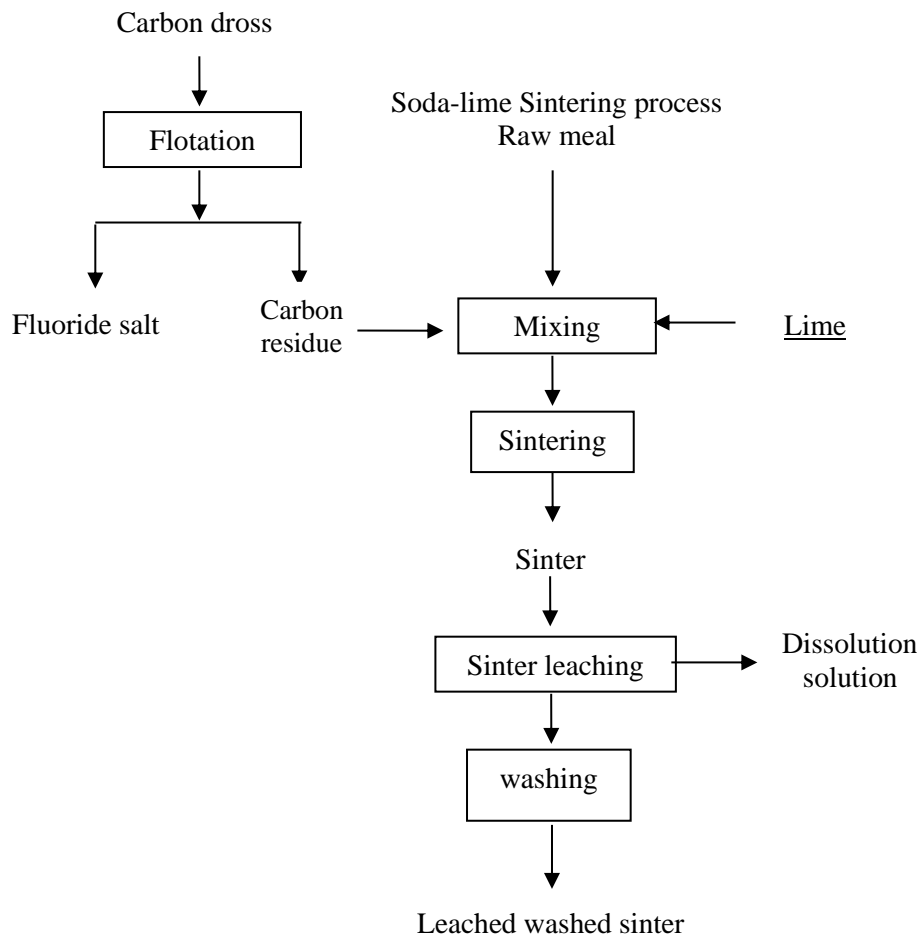 Carbon dross
Soda-lime Sintering process
Raw meal
Flotation
Fluoride salt
Carbon
residue
Mixing
Lime
Sintering
Sinter
Sinter leaching
Dissolution
solution
washing
Leached washed sinter